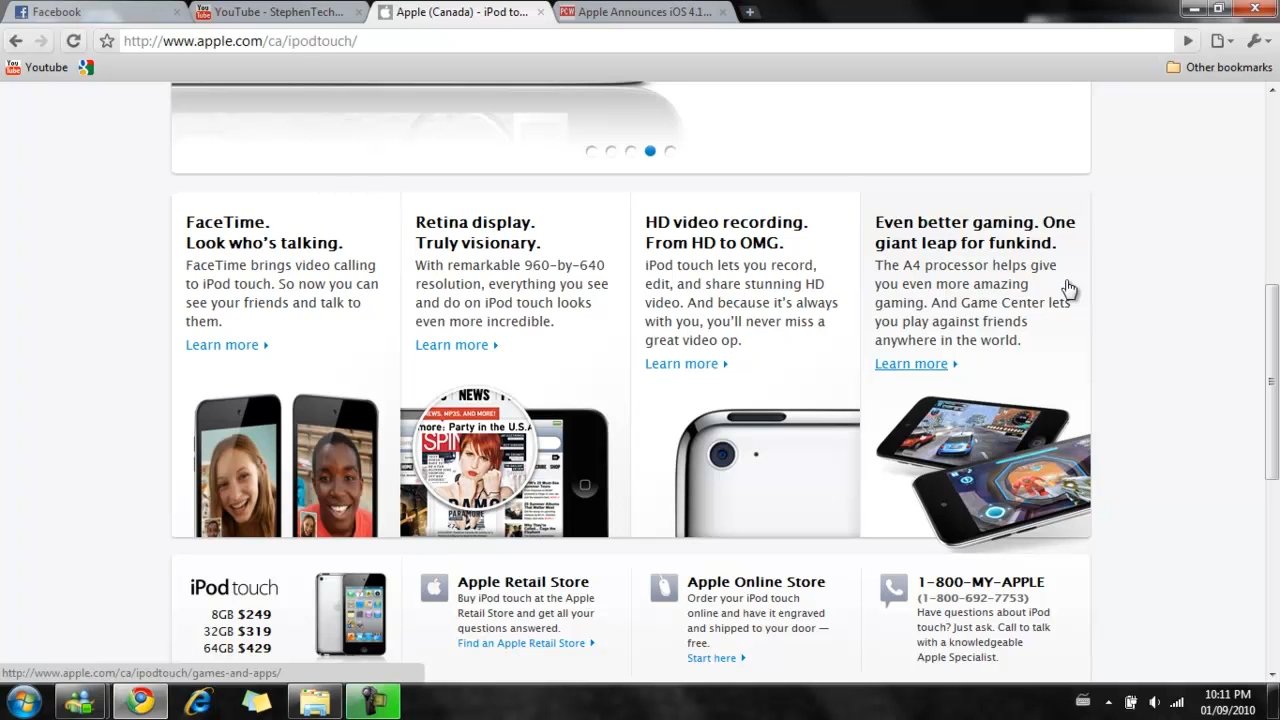 Facebook
YouTube - StephenTech...
Apple (Canada) - iPod to...
PCW Apple Announces iOS 4.1...
http://www.apple.com/ca/ipodtouch/
You Tube Youtube
Other bookmarks
FaceTime.
Look who's talking.
FaceTime brings video calling
to iPod touch. So now you can
see your friends and talk to
them.
Learn more
Retina display.
Truly visionary.
With remarkable 960-by-640
resolution, everything you see
and do on iPod touch looks
even more incredible.
Learn more
HD video recording.
From HD to OMG.
iPod touch lets you record,
edit, and share stunning HD
video. And because it's always
with you, you'll never miss a
great video op.
Learn more
Even better gaming. One
giant leap for funkind.
The A4 processor helps give
you even more amazing
gaming. And Game Center lets
you play against friends
anywhere in the world.
Learn more
NEWS
NEWS, MP3S, AND MORE!
more: Party in the U.S.A
SPIN
PARAMORE
iPod touch
8GB $249
32GB $319
64GB $429
Apple Retail Store
Buy iPod touch at the Apple
Retail Store and get all your
questions answered.
Find an Apple Retail Store
Apple Online Store
Order your iPod touch
online and have it engraved
and shipped to your door —
free.
Start here
1-800-MY-APPLE
(1-800-692-7753)
Have questions about iPod
touch? Just ask. Call to talk
with a knowledgeable
Apple Specialist.
http://www.apple.com/ca/ipodtouch/games-and-apps/
10:11 PM
01/09/2010